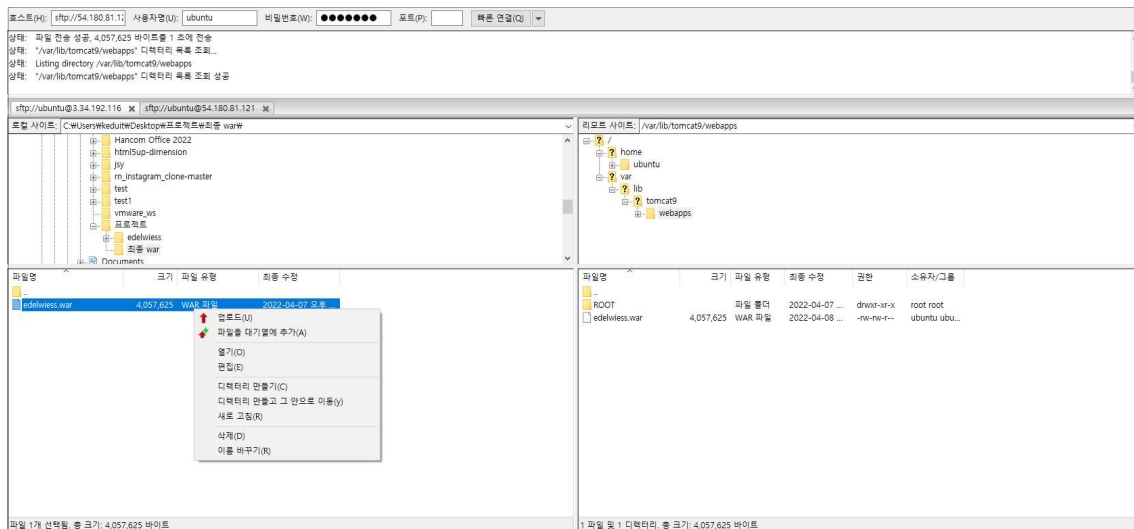 호스트(H): sftp://54.180.81.12 사용자명(U): ubuntu 비밀번호(W): ●●●●●●● 포트(P): 빠른 연결(Q)
상태: 파일 전송 성공, 4,057,625 바이트를 1 초에 전송
상태: "/var/lib/tomcat9/webapps" 디렉터리 목록 조회...
상태: Listing directory /var/lib/tomcat9/webapps
상태: "/var/lib/tomcat9/webapps" 디렉터리 목록 조회 성공
sftp://ubuntu@3.34.192.116 sftp://ubuntu@54.180.81.121
로컬 사이트: C:₩Users₩keduit₩Desktop₩프로젝트₩최종 war₩
Hancom Office 2022
html5up-dimension
jsy
rn_instagram_clone-master
test
test1
vmware_ws
프로젝트
edelwiess
최종 war
Documents
리모트 사이트: /var/lib/tomcat9/webapps
/
home
ubuntu
var
lib
tomcat9
webapps
파일명 크기 파일 유형 최종 수정
..
edelwiess.war 4,057,625 WAR 파일 2022-04-07 오후 ...
업로드(U)
파일을 대기열에 추가(A)
열기(O)
편집(E)
디렉터리 만들기(C)
디렉터리 만들고 그 안으로 이동(y)
새로 고침(R)
삭제(D)
이름 바꾸기(R)
파일 1개 선택됨. 총 크기: 4,057,625 바이트
파일명 크기 파일 유형 최종 수정 권한 소유자/그룹
..
ROOT 파일 폴더 2022-04-07 ... drwxr-xr-x root root
edelwiess.war 4,057,625 WAR 파일 2022-04-08 ... -rw-rw-r-- ubuntu ubu...
1 파일 및 1 디렉터리. 총 크기: 4,057,625 바이트